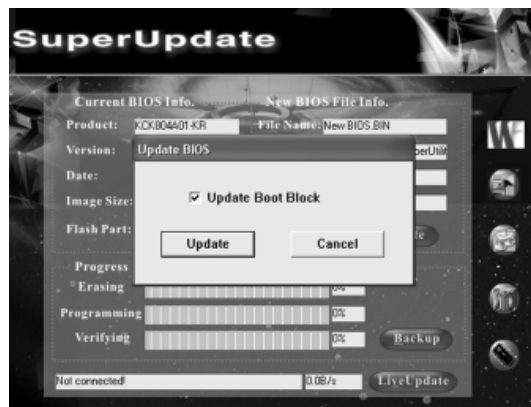 SuperUpdate
Current BIOS Info. New BIOS File Info.
Product: KCKB04A01-KR File Name: New BIOS.BIN
Version:
Update BIOS
Date:
Update Boot Block
Image Size:
Flash Part:
Update Cancel
Progress
Erasing 0%
Programming 0%
Verifying 0% Backup
Not connected! 0.0B/s LiveUpdate